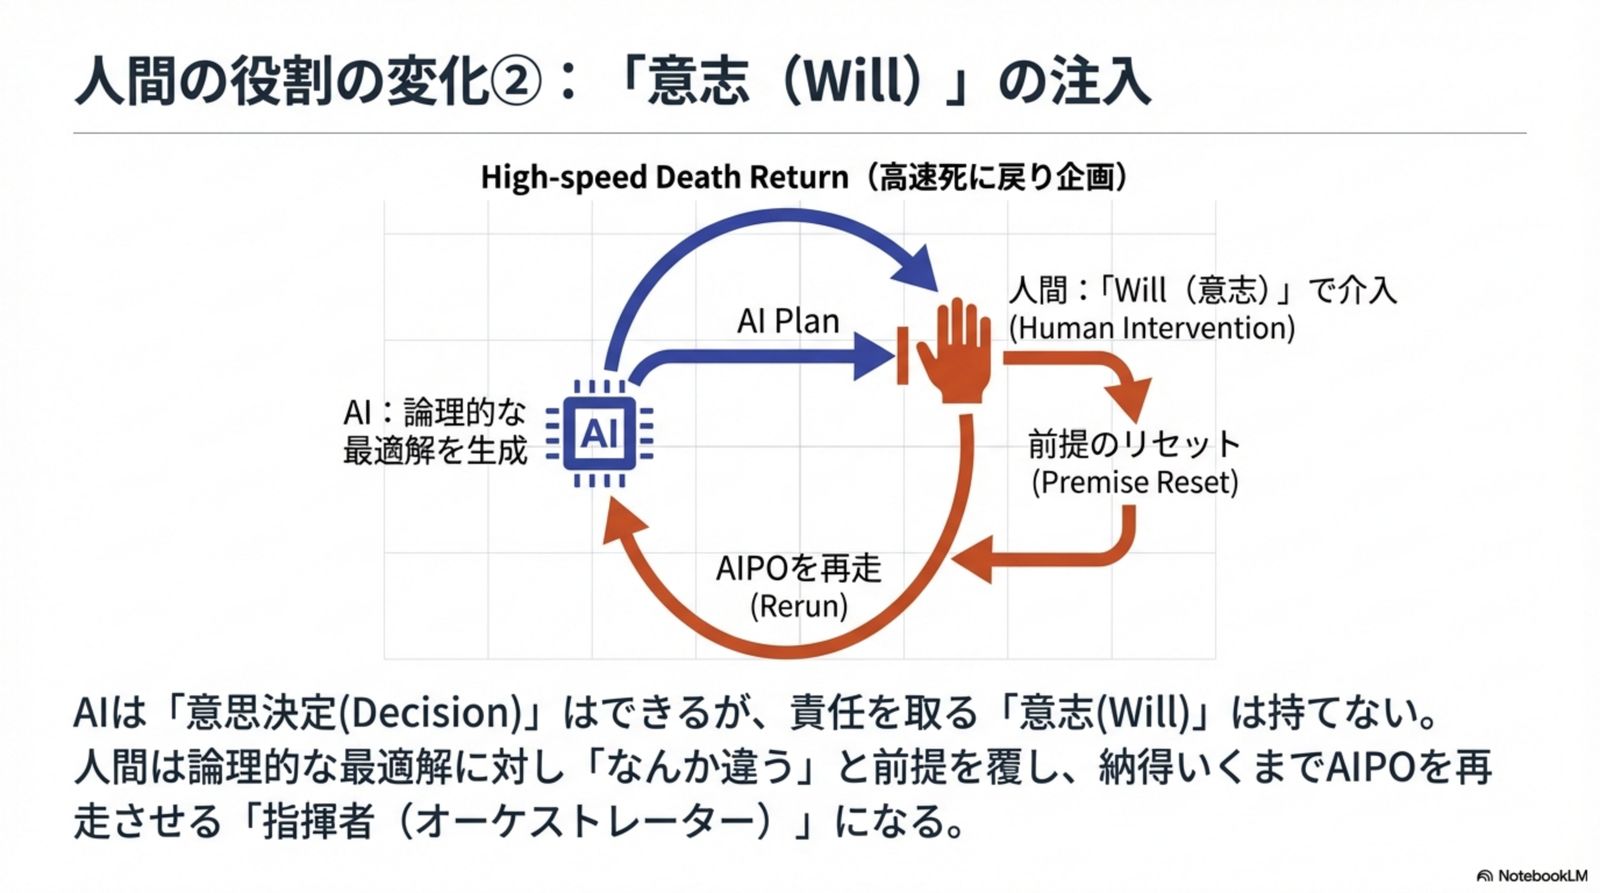 人間の役割の変化②：「意志（Will）」の注入
High-speed Death Return（高速死に戻り企画）
AI Plan
人間：「Will（意志）」で介入
(Human Intervention)
AI：論理的な
最適解を生成
AI
前提のリセット
(Premise Reset)
AIPOを再走
(Rerun)
AIは「意思決定(Decision)」はできるが、責任を取る「意志(Will)」は持てない。
人間は論理的な最適解に対し「なんか違う」と前提を覆し、納得いくまでAIPOを再
走させる「指揮者（オーケストレーター）」になる。
NotebookLM